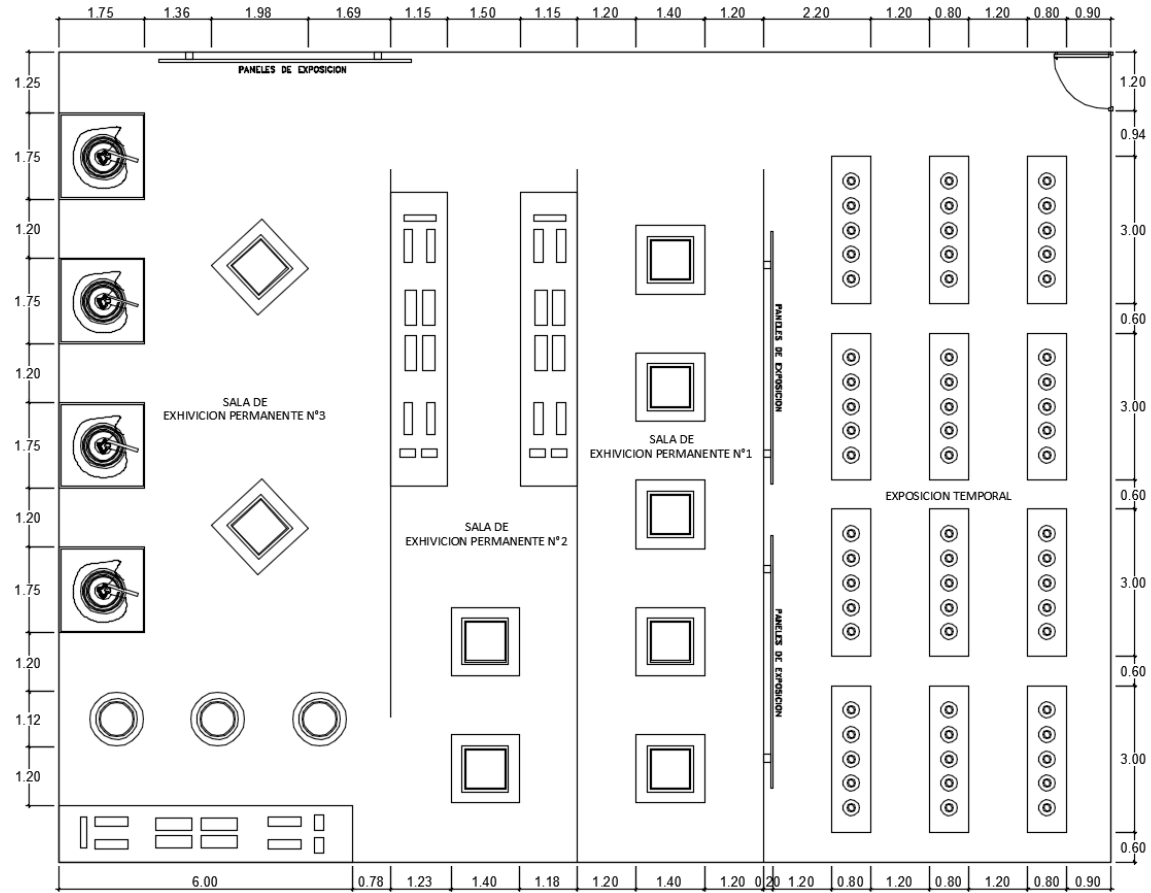 1.75 1.36 1.98 1.69 1.15 1.50 1.15 1.20 1.40 1.20 2.20 1.20 0.80 1.20 0.80 0.90
PANELES DE EXPOSICION
1.25
1.20
0.94
1.75
1.20
3.00
1.75
0.60
PANELES DE EXPOSICION
1.20
3.00
SALA DE
EXHIVICION PERMANENTE N°3
SALA DE
EXHIVICION PERMANENTE N°1
1.75
EXPOSICION TEMPORAL
0.60
SALA DE
EXHIVICION PERMANENTE N°2
1.20
3.00
1.75
PANELES DE EXPOSICION
1.20
0.60
1.12
1.20
3.00
0.60
6.00 0.78 1.23 1.40 1.18 1.20 1.40 1.20 0.20 1.20 0.80 1.20 0.80 1.20 0.80 0.90